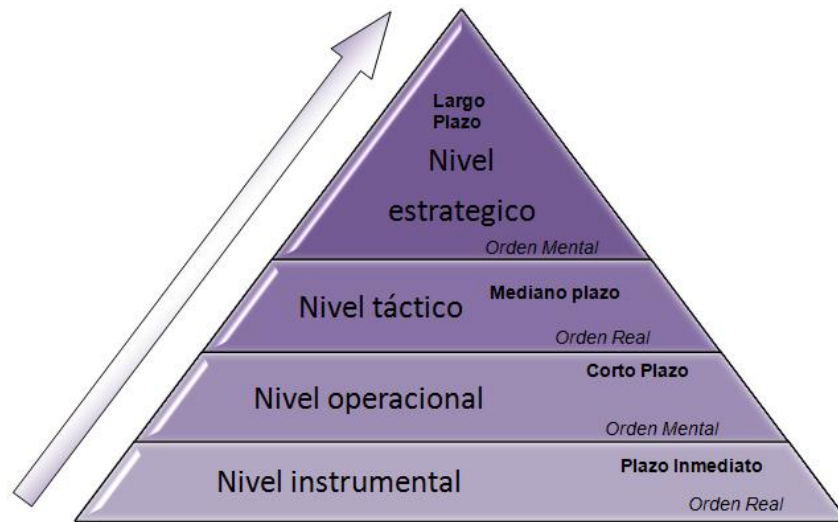 Largo
Plazo
Nivel
estrategico
Orden Mental
Nivel táctico
Mediano plazo
Orden Real
Corto Plazo
Nivel operacional
Orden Mental
Plazo Inmediato
Nivel instrumental
Orden Real